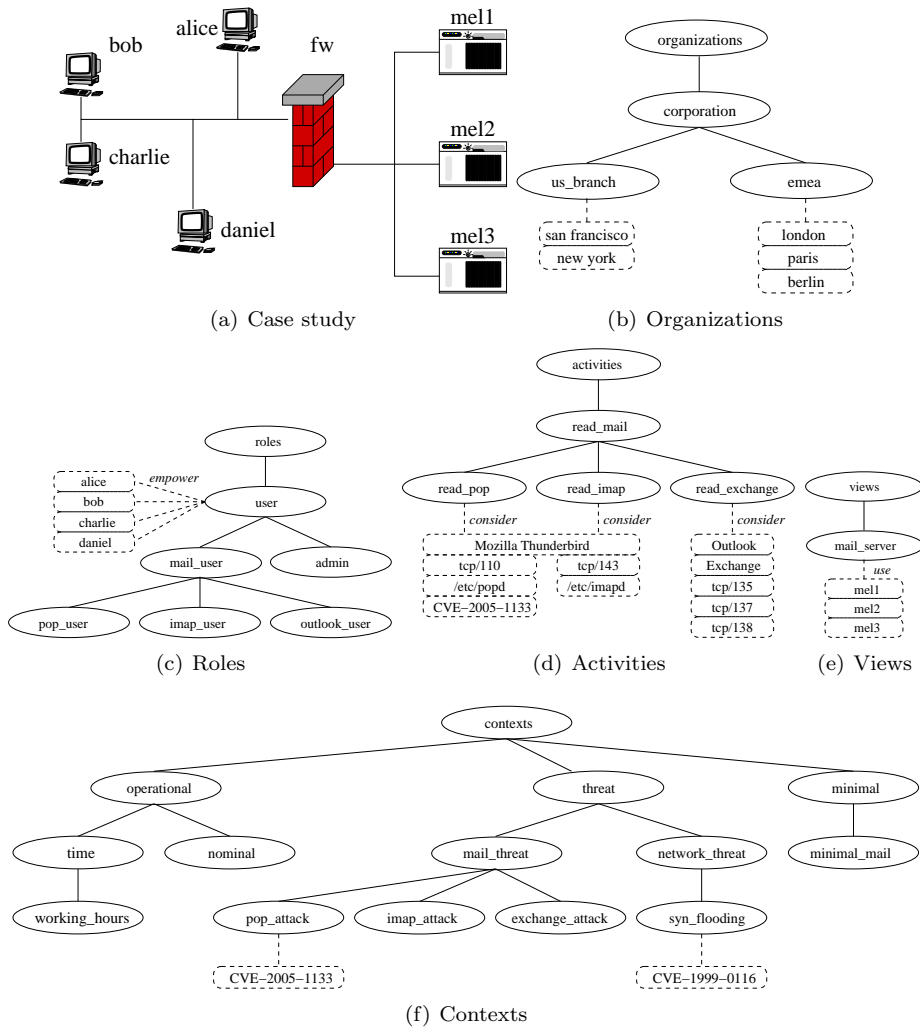 alice
bob
fw
charlie
daniel
mel1
mel2
mel3
(a) Case study
organizations
corporation
us_branch
emea
san francisco
new york
london
paris
berlin
(b) Organizations
roles
empower
alice
bob
charlie
daniel
user
mail_user
admin
pop_user
imap_user
outlook_user
(c) Roles
activities
read_mail
read_pop
read_imap
read_exchange
consider
consider
consider
Mozilla Thunderbird
tcp/110
/etc/popd
CVE−2005−1133
tcp/143
/etc/imapd
Outlook
Exchange
tcp/135
tcp/137
tcp/138
(d) Activities
views
mail_server
use
mel1
mel2
mel3
(e) Views
contexts
operational
threat
minimal
time
nominal
mail_threat
network_threat
minimal_mail
working_hours
pop_attack
imap_attack
exchange_attack
syn_flooding
CVE−2005−1133
CVE−1999−0116
(f) Contexts